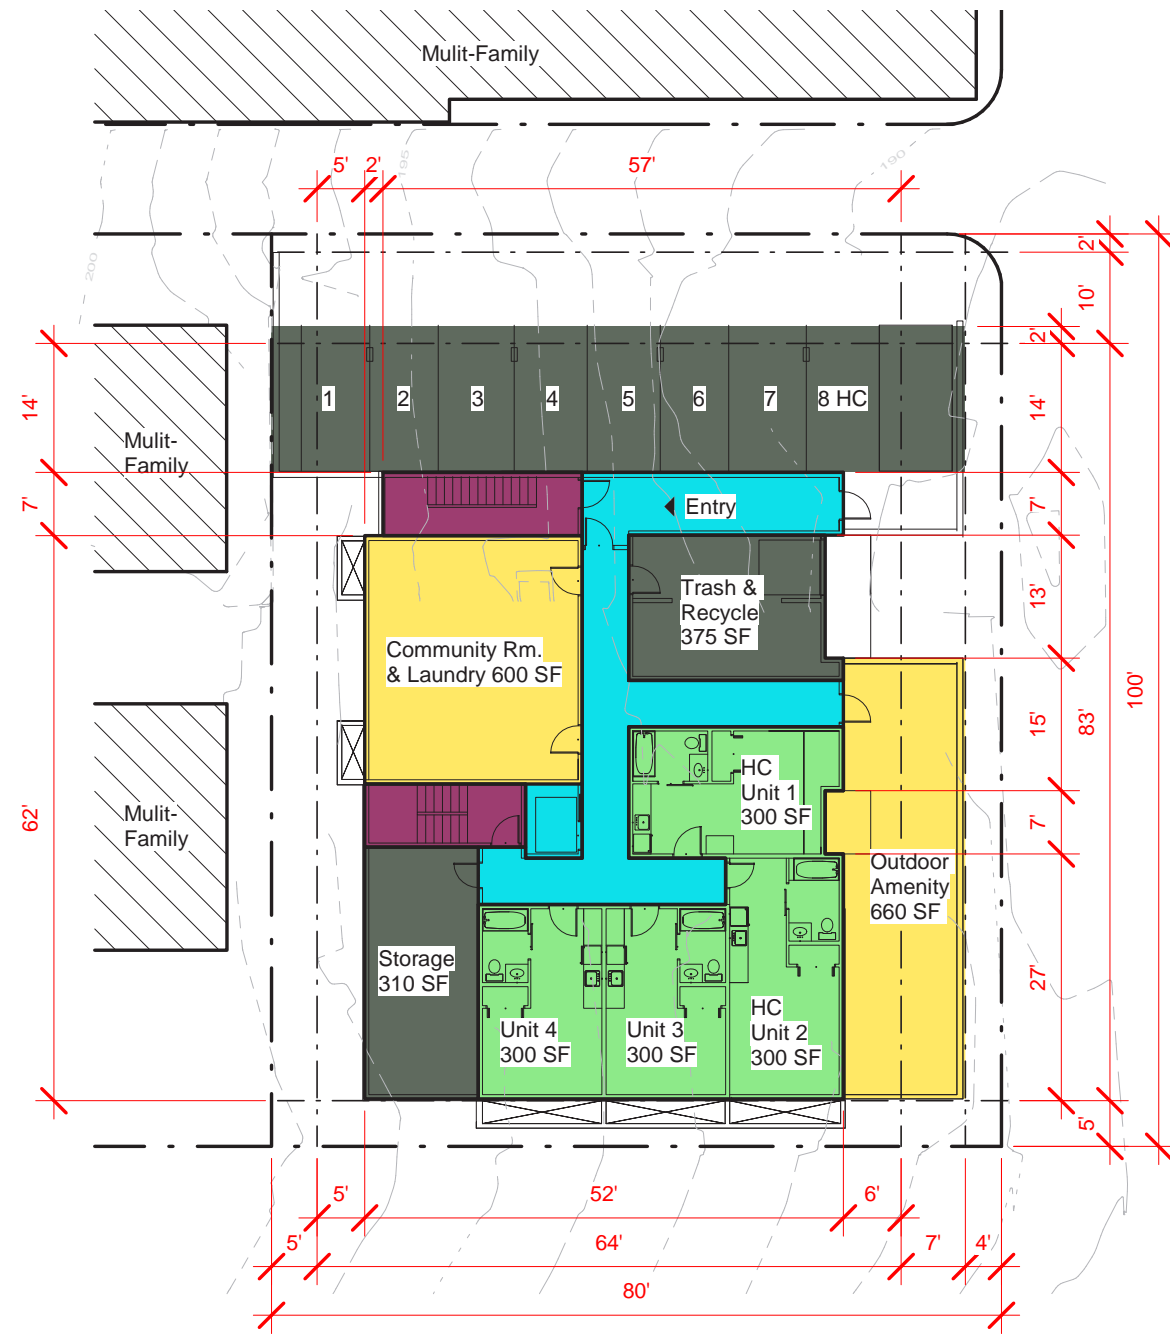 Mulit-Family
5'
2'
57'
195
190
200
2'
10'
2'
14'
14'
1
2
3
4
5
6
7
8 HC
Mulit-
Family
7'
7'
Entry
Trash &
Recycle
375 SF
13'
Community Rm.
& Laundry 600 SF
100'
15'
83'
HC
Unit 1
300 SF
62'
Mulit-
Family
7'
Outdoor
Amenity
660 SF
Storage
310 SF
27'
HC
Unit 2
300 SF
Unit 4
300 SF
Unit 3
300 SF
5'
5'
52'
6'
5'
64'
7'
4'
80'